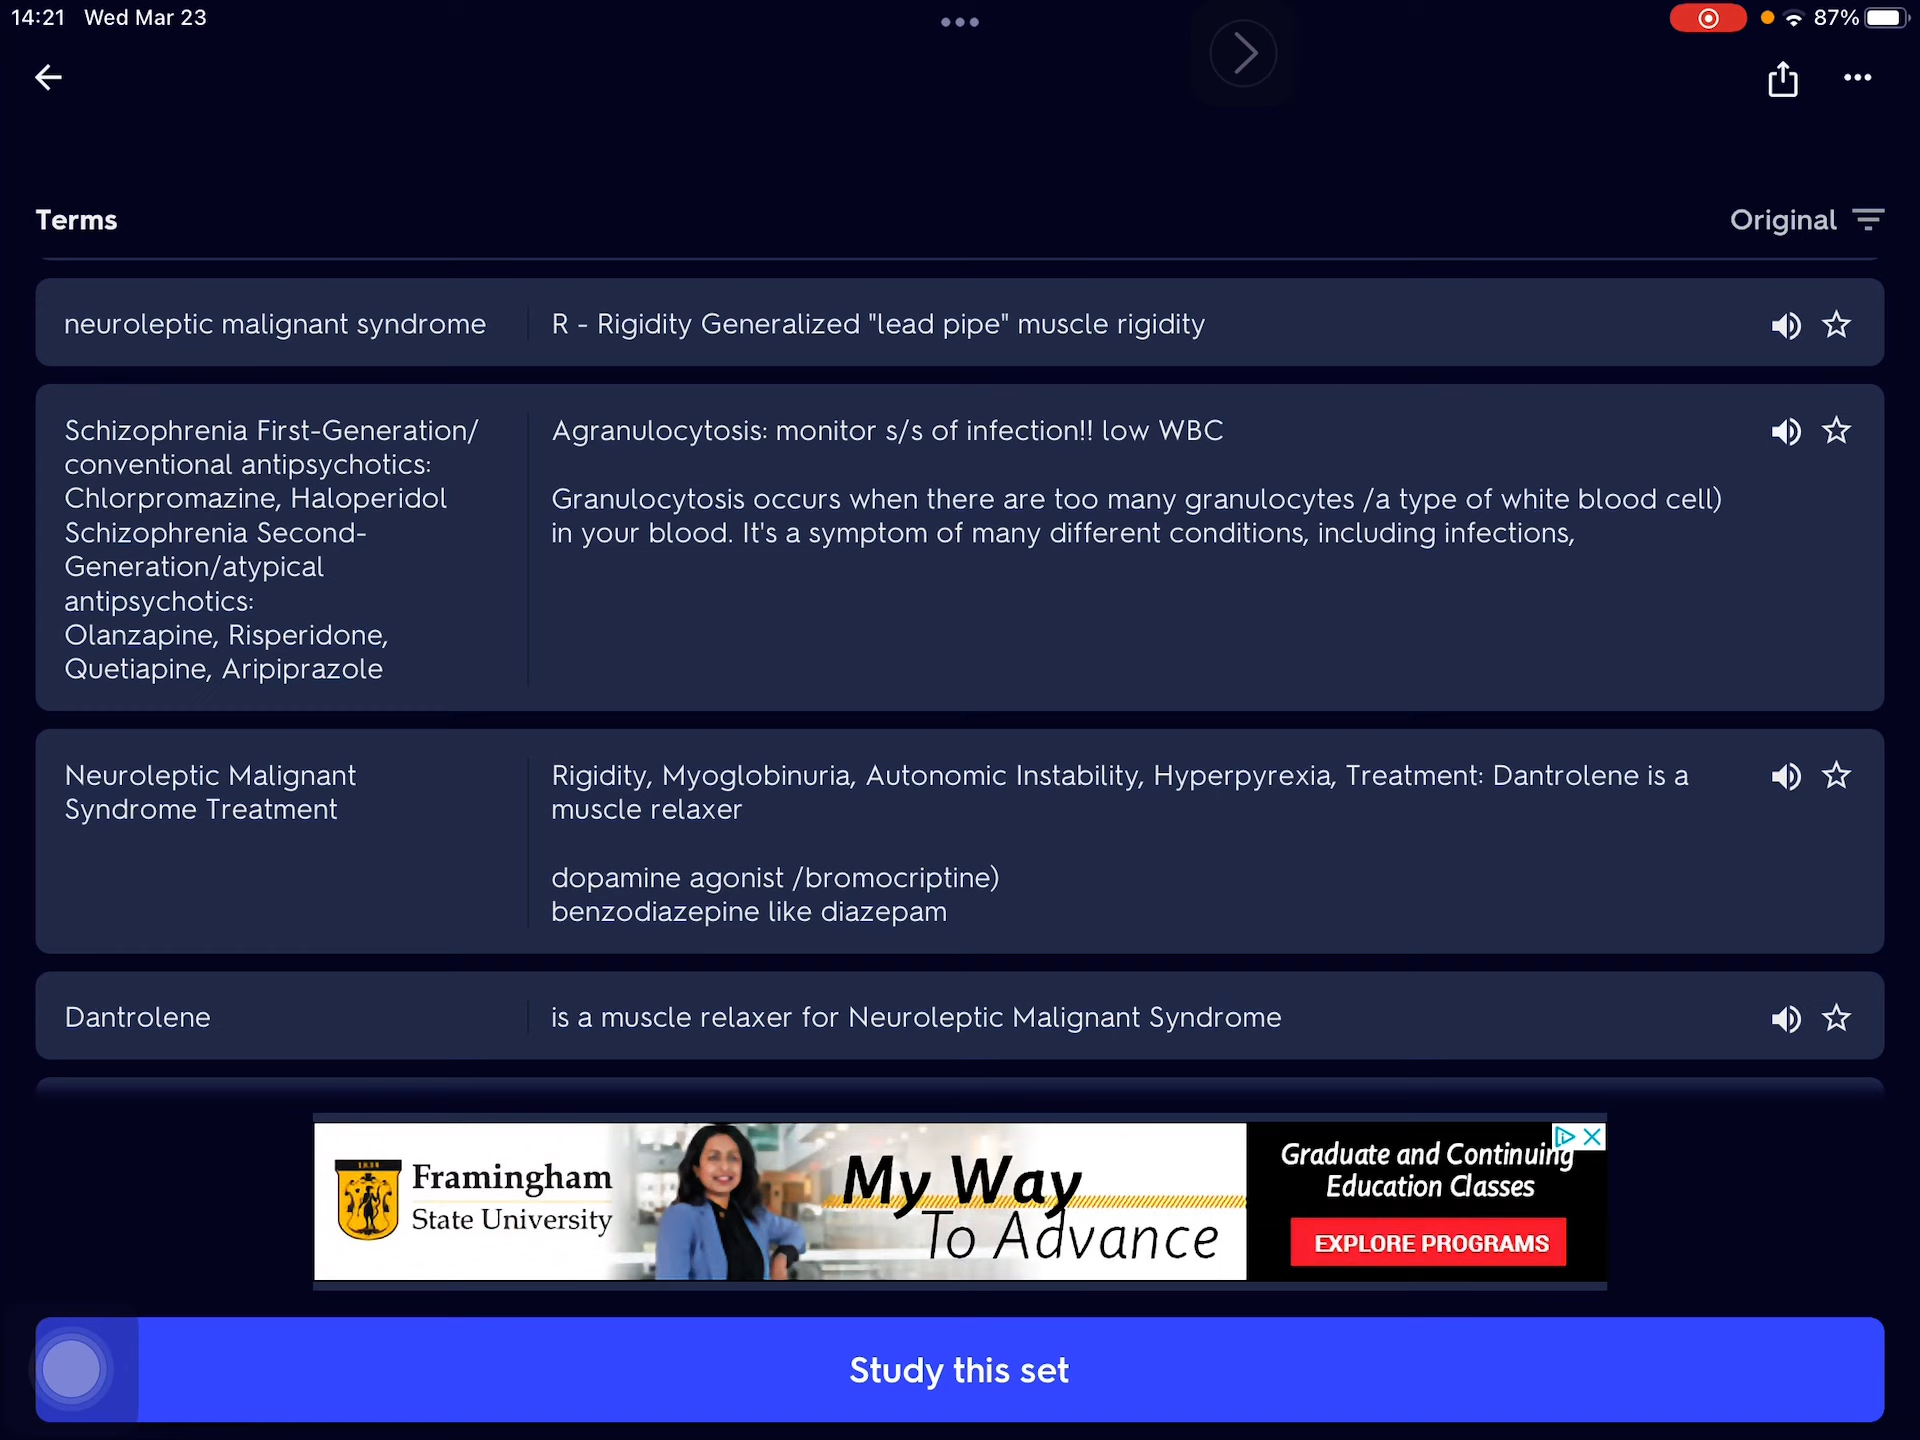 14:21 Wed Mar 23
87%
Terms
Original
neuroleptic malignant syndrome
R - Rigidity Generalized "lead pipe" muscle rigidity
Schizophrenia First-Generation/
conventional antipsychotics:
Chlorpromazine, Haloperidol
Schizophrenia Second-
Generation/atypical
antipsychotics:
Olanzapine, Risperidone,
Quetiapine, Aripiprazole
Agranulocytosis: monitor s/s of infection!! low WBC
Granulocytosis occurs when there are too many granulocytes /a type of white blood cell)
in your blood. It's a symptom of many different conditions, including infections,
Neuroleptic Malignant
Syndrome Treatment
Rigidity, Myoglobinuria, Autonomic Instability, Hyperpyrexia, Treatment: Dantrolene is a
muscle relaxer
dopamine agonist /bromocriptine)
benzodiazepine like diazepam
Dantrolene
is a muscle relaxer for Neuroleptic Malignant Syndrome
Framingham
State University
My Way
To Advance
Graduate and Continuing
Education Classes
EXPLORE PROGRAMS
Study this set